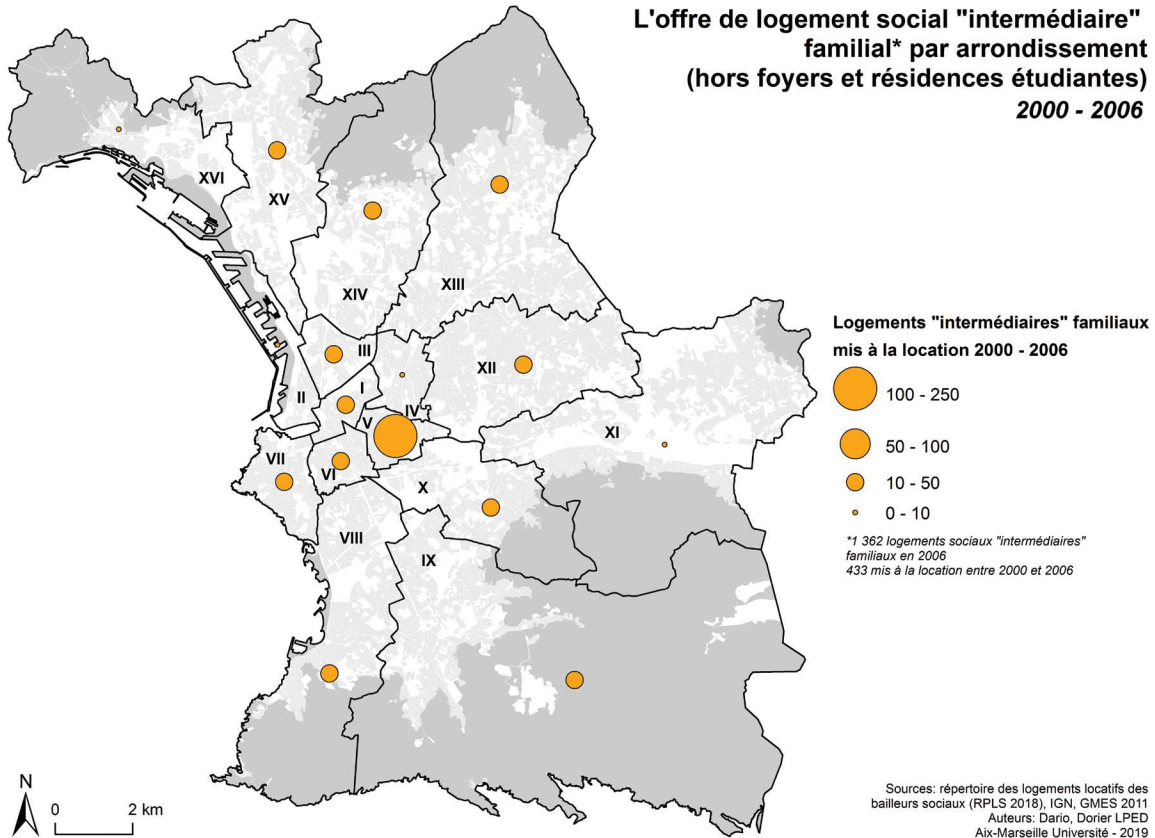 L'offre de logement social "intermédiaire"
familial* par arrondissement
(hors foyers et résidences étudiantes)
2000 - 2006
XVI
XV
XIV
XIII
III
XII
I
II
IV
V
XI
VII
VI
X
VIII
IX
Logements "intermédiaires" familiaux
mis à la location 2000 - 2006
100 - 250
50 - 100
10 - 50
0 - 10
*1 362 logements sociaux "intermédiaires"
familiaux en 2006
433 mis à la location entre 2000 et 2006
N
0 2 km
Sources: répertoire des logements locatifs des
bailleurs sociaux (RPLS 2018), IGN, GMES 2011
Auteurs: Dario, Dorier LPED
Aix-Marseille Université - 2019